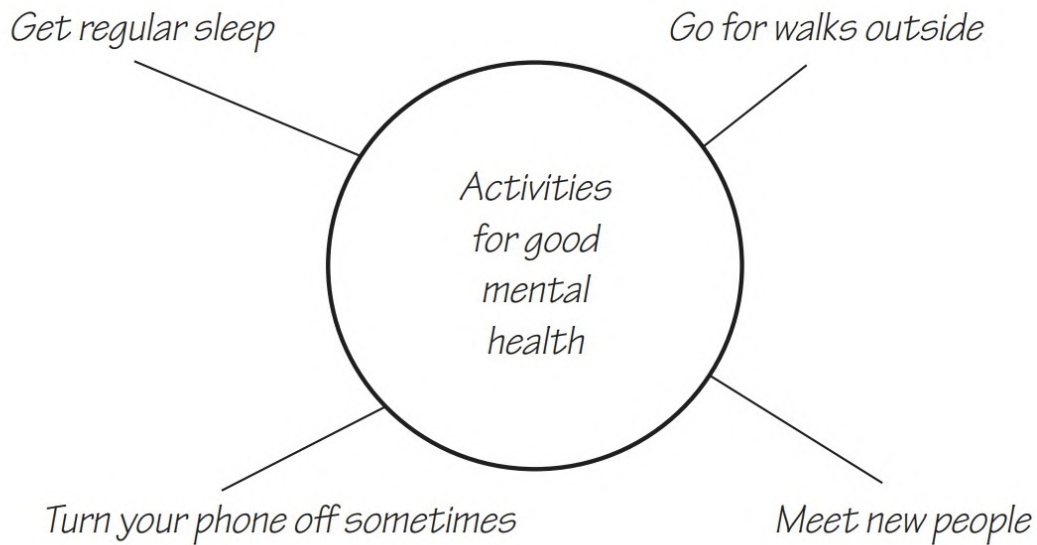 Get regular sleep
Go for walks outside
Activities
for good
mental
health
Turn your phone off sometimes
Meet new people